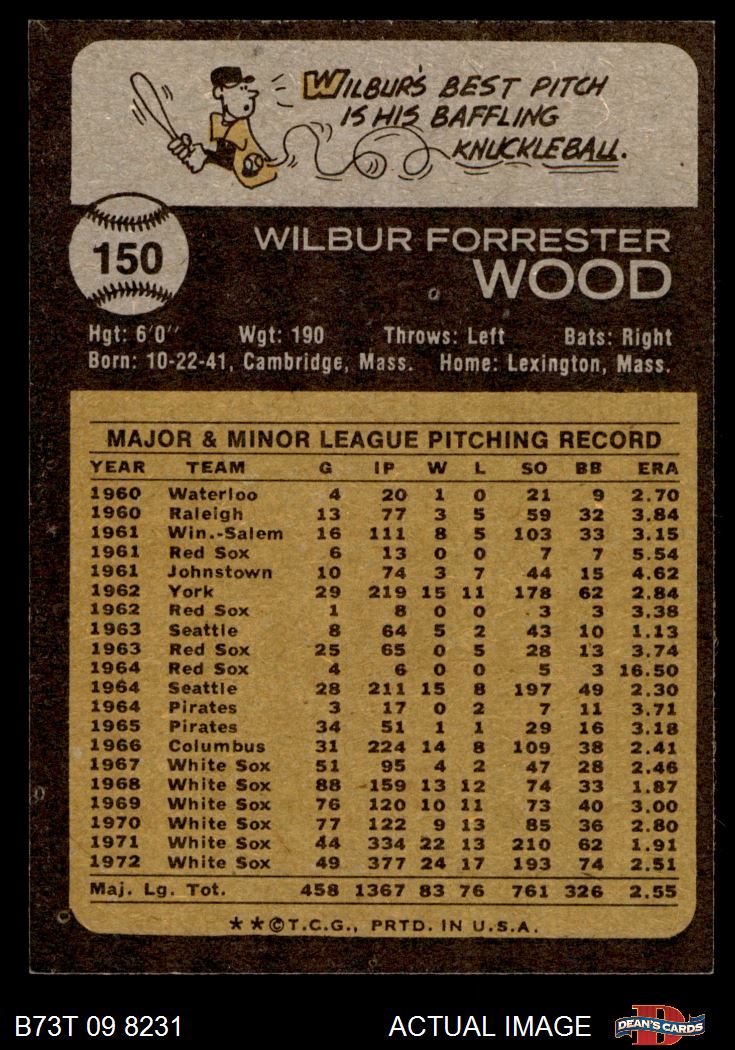 WILBUR'S BEST PITCH
IS HIS BAFFLING
KNUCKLEBALL.
150
WILBUR FORRESTER
WOOD
Hgt: 6'0" Wgt: 190 Throws: Left Bats: Right
Born: 10-22-41, Cambridge, Mass. Home: Lexington, Mass.
MAJOR & MINOR LEAGUE PITCHING RECORD
YEAR TEAM G IP W L SO BB ERA
1960 Waterloo 4 20 1 0 21 9 2.70
1960 Raleigh 13 77 3 5 59 32 3.84
1961 Win.-Salem 16 111 8 5 103 33 3.15
1961 Red Sox 6 13 0 0 7 7 5.54
1961 Johnstown 10 74 3 7 44 15 4.62
1962 York 29 219 15 11 178 62 2.84
1962 Red Sox 1 8 0 0 3 3 3.38
1963 Seattle 8 64 5 2 43 10 1.13
1963 Red Sox 25 65 0 5 28 13 3.74
1964 Red Sox 4 6 0 0 5 3 16.50
1964 Seattle 28 211 15 8 197 49 2.30
1964 Pirates 3 17 0 2 7 11 3.71
1965 Pirates 34 51 1 1 29 16 3.18
1966 Columbus 31 224 14 8 109 38 2.41
1967 White Sox 51 95 4 2 47 28 2.46
1968 White Sox 88 159 13 12 74 33 1.87
1969 White Sox 76 120 10 11 73 40 3.00
1970 White Sox 77 122 9 13 85 36 2.80
1971 White Sox 44 334 22 13 210 62 1.91
1972 White Sox 49 377 24 17 193 74 2.51
Maj. Lg. Tot. 458 1367 83 76 761 326 2.55
**©T.C.G., PRTD. IN U.S.A.
B73T 09 8231 ACTUAL IMAGE D DEAN'S CARDS